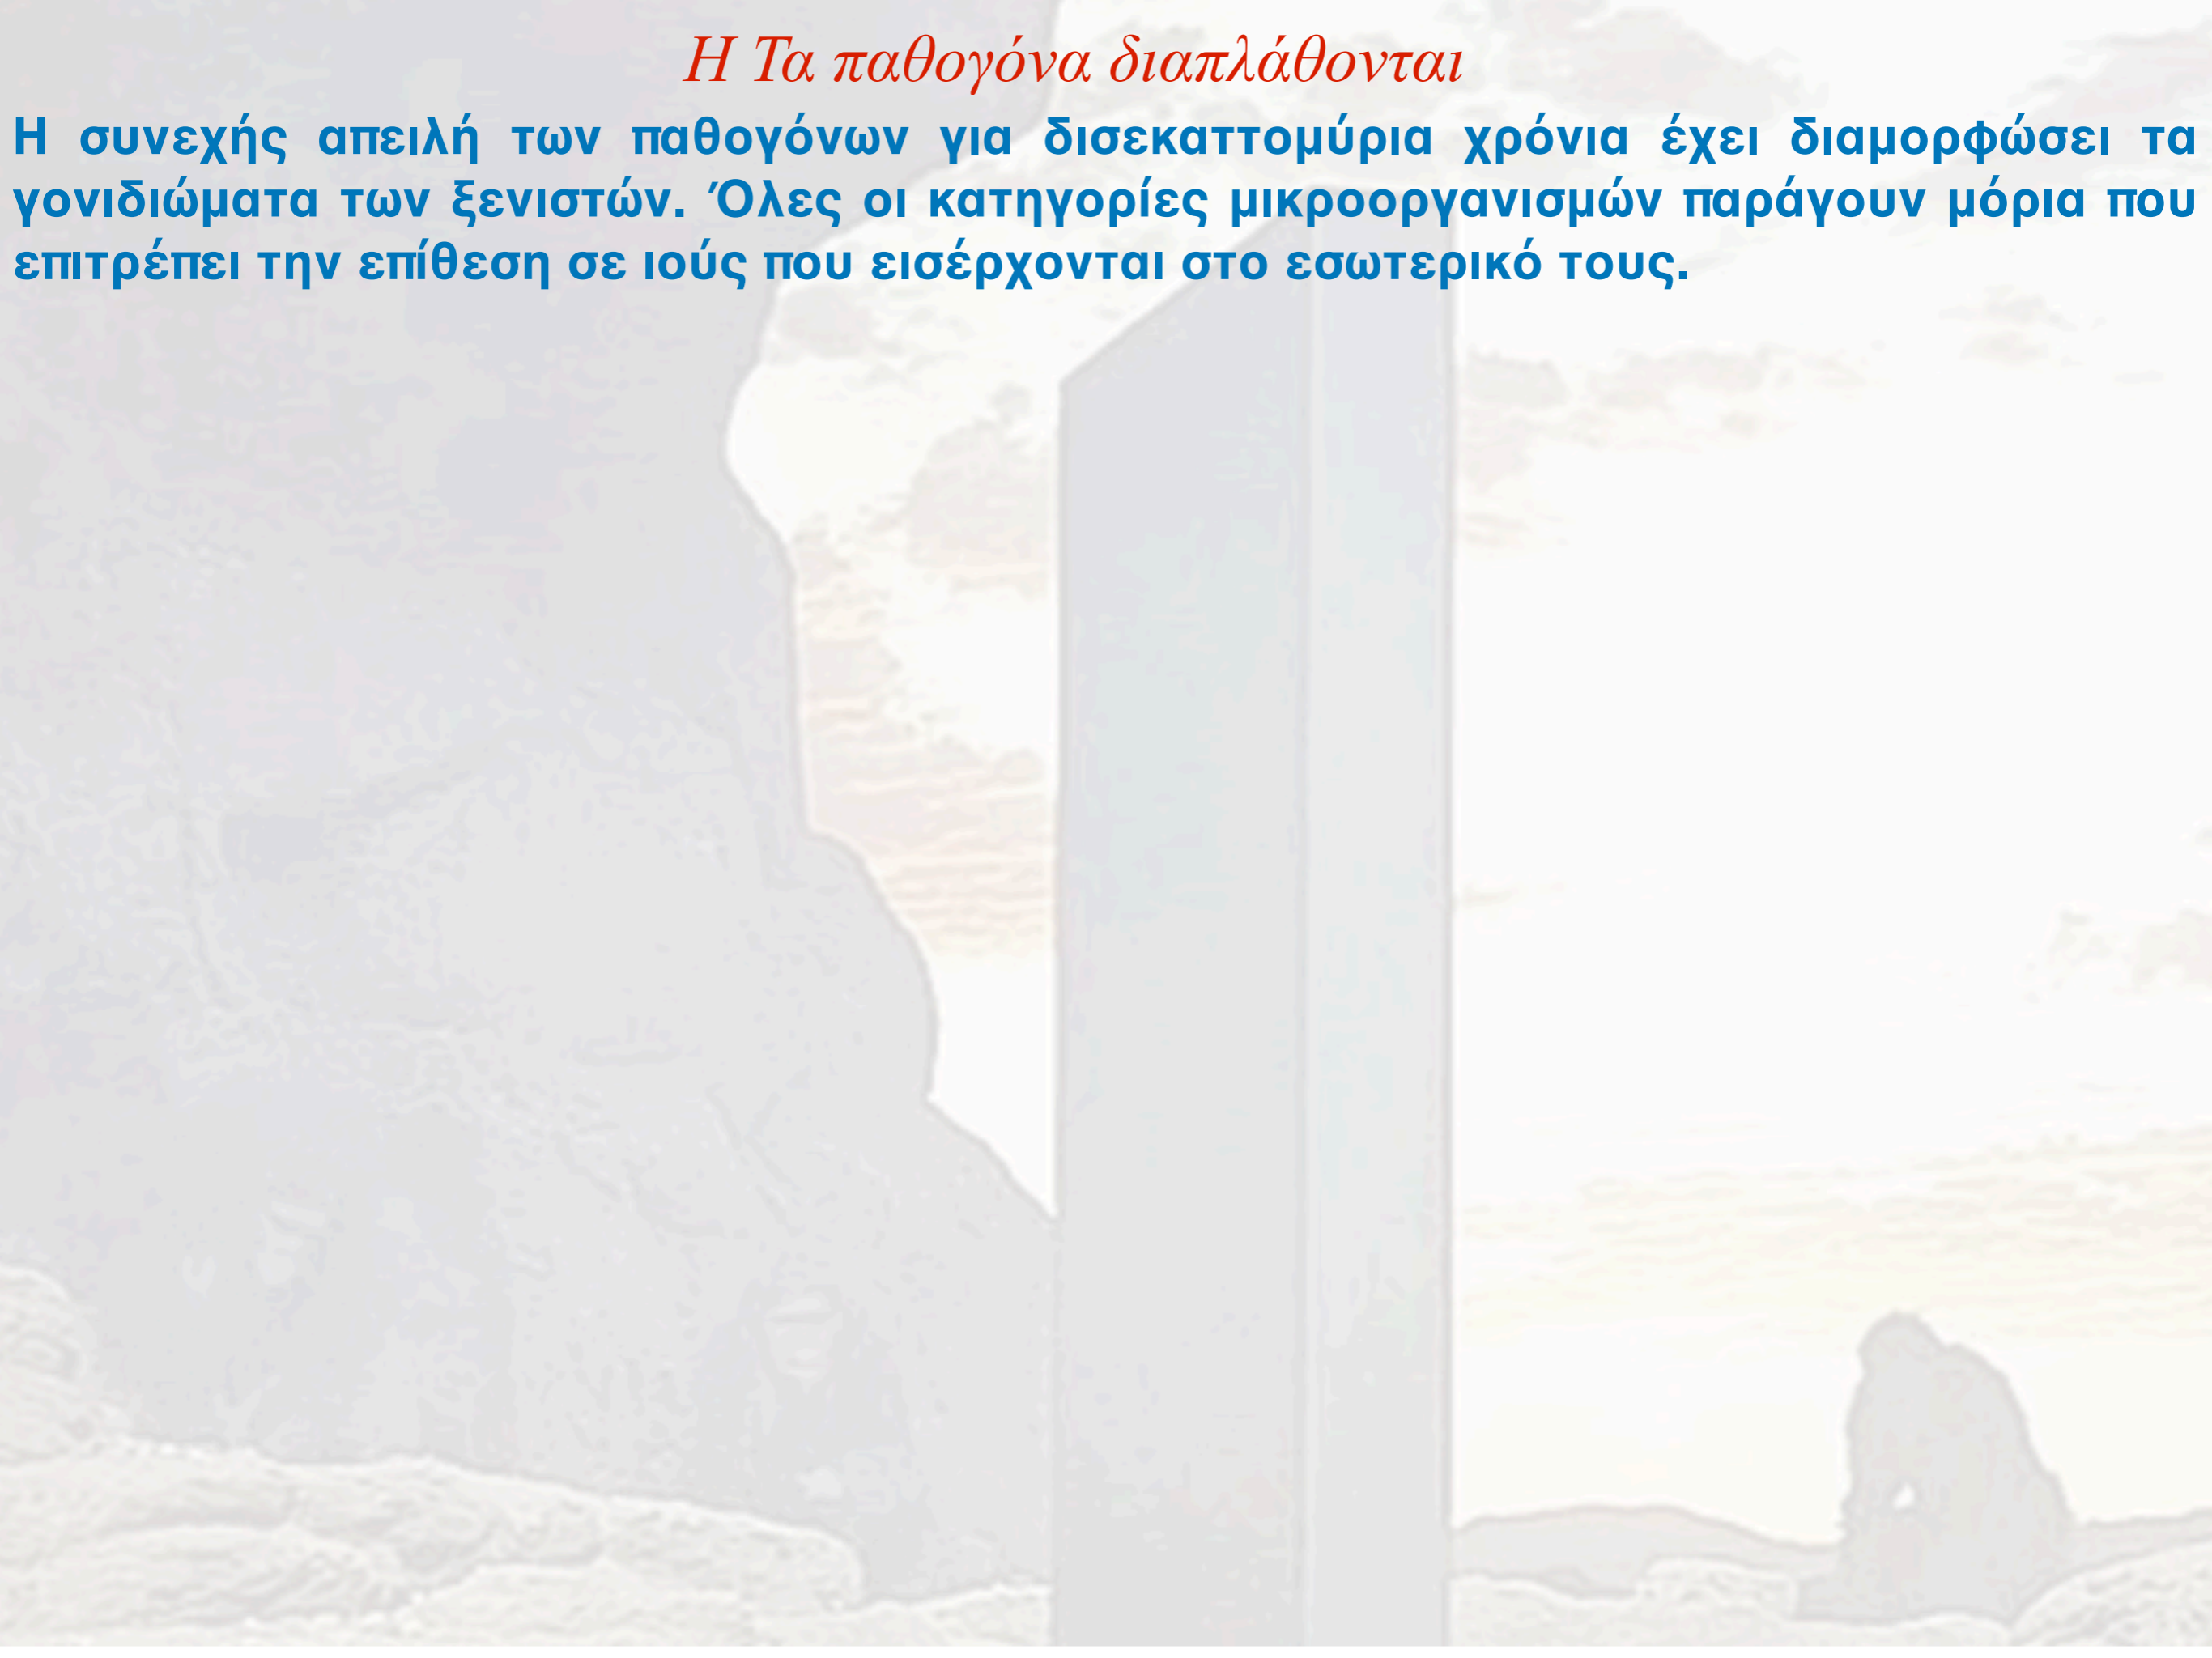 Η Τα παθογόνα διαπλάθονται
Η συνεχής απειλή των παθογόνων για δισεκαττομύρια χρόνια έχει διαμορφώσει τα
γονιδιώματα των ξενιστών. Όλες οι κατηγορίες μικροοργανισμών παράγουν μόρια που
επιτρέπει την επίθεση σε ιούς που εισέρχονται στο εσωτερικό τους.